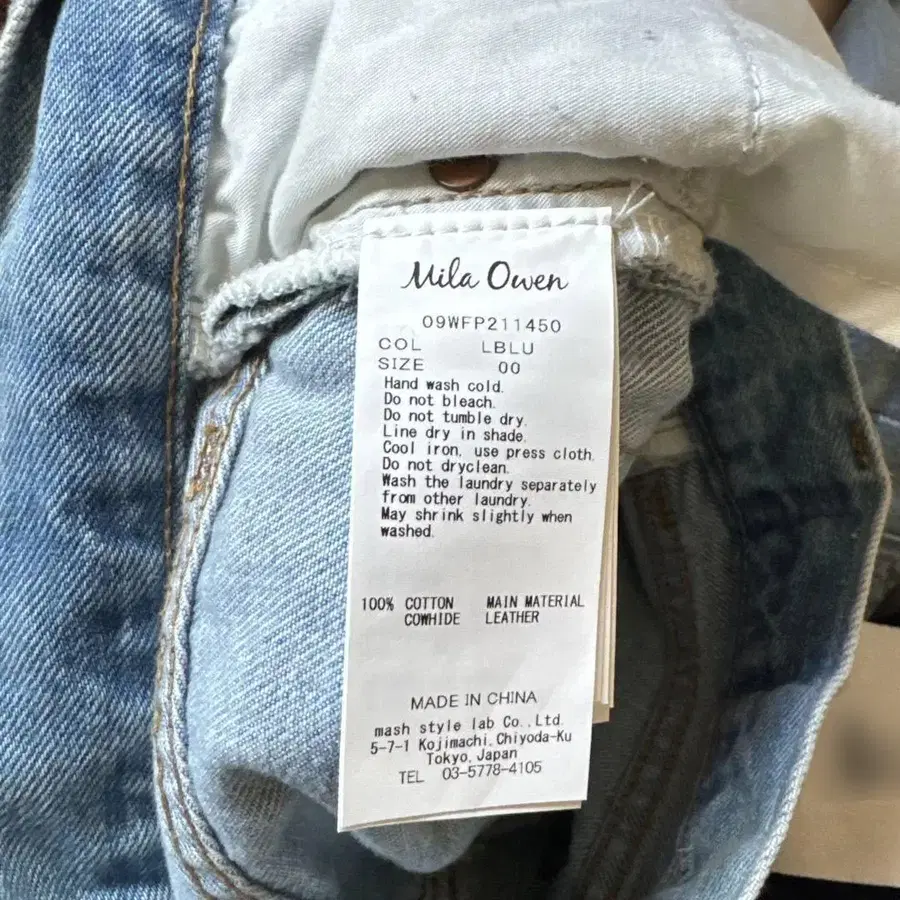 Mila Owen
09WFP211450
COL LBLU
SIZE 00
Hand wash cold.
Do not bleach.
Do not tumble dry.
Line dry in shade.
Cool iron, use press cloth.
Do not dryclean.
Wash the laundry separately
from other laundry.
May shrink slightly when
washed.
100% COTTON MAIN MATERIAL
COWHIDE LEATHER
MADE IN CHINA
mash style lab Co.,Ltd.
5-7-1 Kojimachi,Chiyoda-Ku
Tokyo,Japan
TEL 03-5778-4105